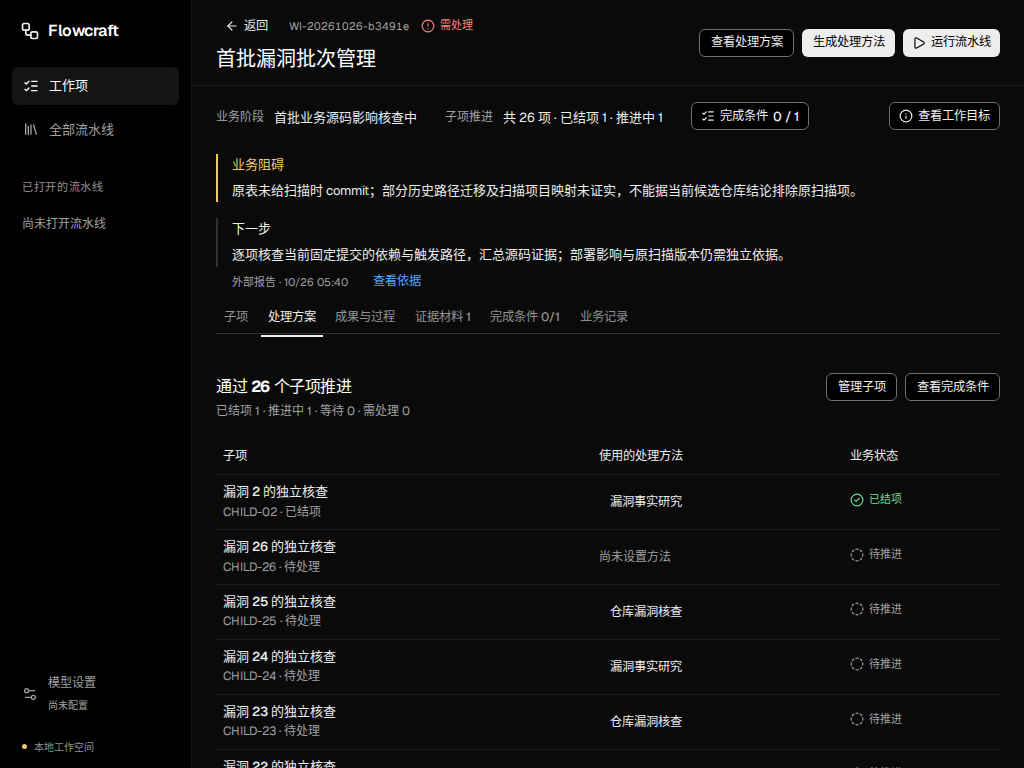 Flowcraft
工作项
全部流水线
已打开的流水线
尚未打开流水线
模型设置
尚未配置
本地工作空间
返回 WI-20261026-b3491e 需处理
首批漏洞批次管理
查看处理方案 生成处理方法 运行流水线
业务阶段 首批业务源码影响核查中 子项推进 共 26 项 · 已结项 1 · 推进中 1 完成条件 0 / 1 查看工作目标
业务阻碍
原表未给扫描时 commit；部分历史路径迁移及扫描项目映射未证实，不能据当前候选仓库结论排除原扫描项。
下一步
逐项核查当前固定提交的依赖与触发路径，汇总源码证据；部署影响与原扫描版本仍需独立依据。
外部报告 · 10/26 05:40 查看依据
子项 处理方案 成果与过程 证据材料 1 完成条件 0/1 业务记录
通过 26 个子项推进
已结项 1 · 推进中 1 · 等待 0 · 需处理 0
管理子项 查看完成条件
子项 使用的处理方法 业务状态
漏洞 2 的独立核查
CHILD-02 · 已结项
漏洞事实研究
已结项
漏洞 26 的独立核查
CHILD-26 · 待处理
尚未设置方法
待推进
漏洞 25 的独立核查
CHILD-25 · 待处理
仓库漏洞核查
待推进
漏洞 24 的独立核查
CHILD-24 · 待处理
漏洞事实研究
待推进
漏洞 23 的独立核查
CHILD-23 · 待处理
仓库漏洞核查
待推进
漏洞 22 的独立核查